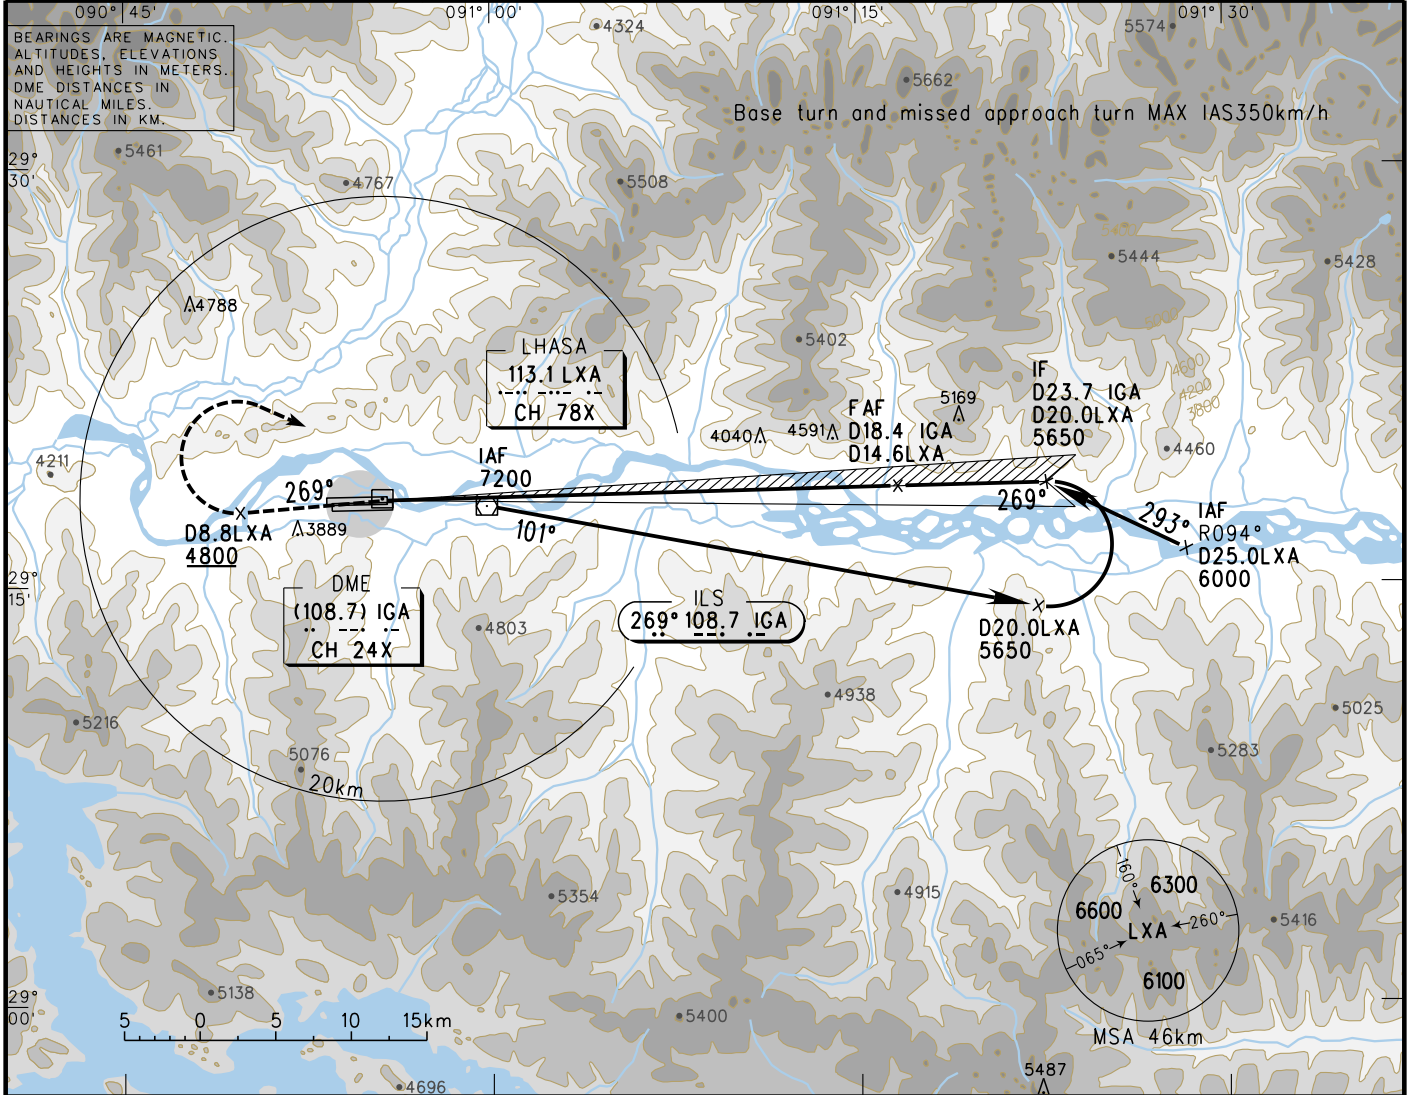 090° 45'
091° 00'
091° 15'
091° 30'
BEARINGS ARE MAGNETIC.
ALTITUDES, ELEVATIONS
AND HEIGHTS IN METERS.
DME DISTANCES IN
NAUTICAL MILES.
DISTANCES IN KM.
4324
5574
5662
Base turn and missed approach turn MAX IAS350km/h
5461
29°
30'
4767
5508
5444
5428
4788
5402
LHASA
113.1 LXA
CH 78X
4600
4200
3800
IF
D23.7 IGA
D20.0LXA
5650
5169
FAF
D18.4 IGA
D14.6LXA
4040
4591
4460
4211
IAF
7200
269°
269°
101°
293°
IAF
R094°
D25.0LXA
6000
D8.8LXA
4800
3889
29°
15'
DME
(108.7) IGA
CH 24X
4803
ILS
269° 108.7 IGA
D20.0LXA
5650
4938
5025
5216
5283
5076
20km
160°
6300
6600
LXA
260°
065°
6100
MSA 46km
5354
4915
5416
5138
29°
00'
5 0 5 10 15km
5400
5487
4696